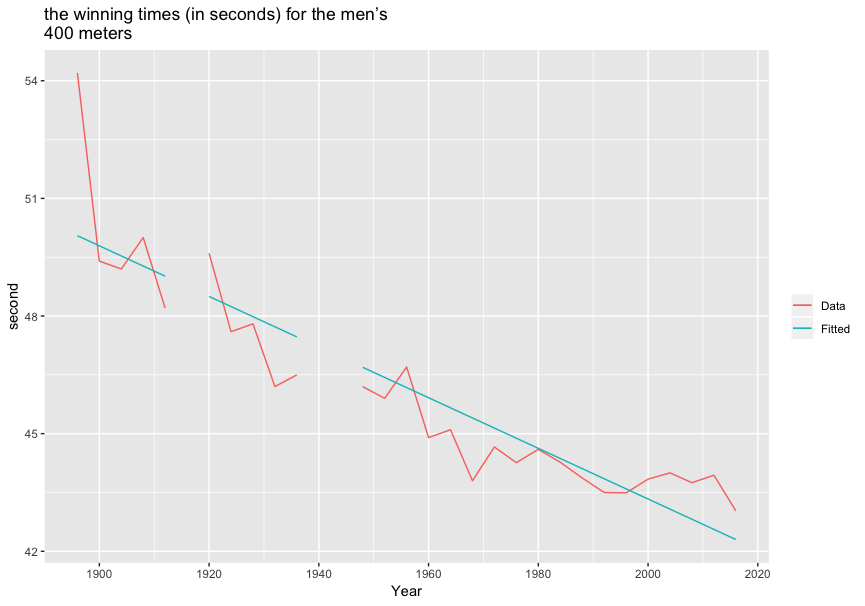 the winning times (in seconds) for the men’s
400 meters
54
51
48
45
42
second
1900 1920 1940 1960 1980 2000 2020
Year
Data
Fitted